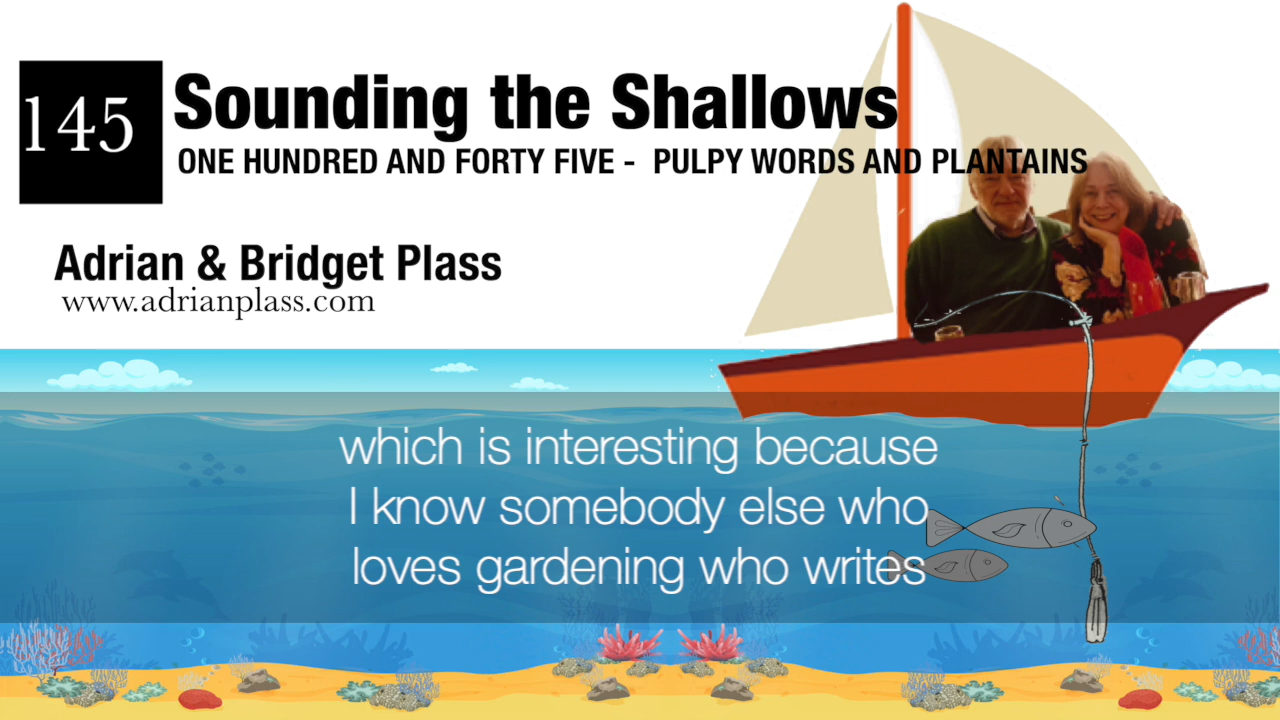 145
Sounding the Shallows
ONE HUNDRED AND FORTY FIVE - PULPY WORDS AND PLANTAINS
Adrian & Bridget Plass
www.adrianplass.com
which is interesting because
I know somebody else who
loves gardening who writes